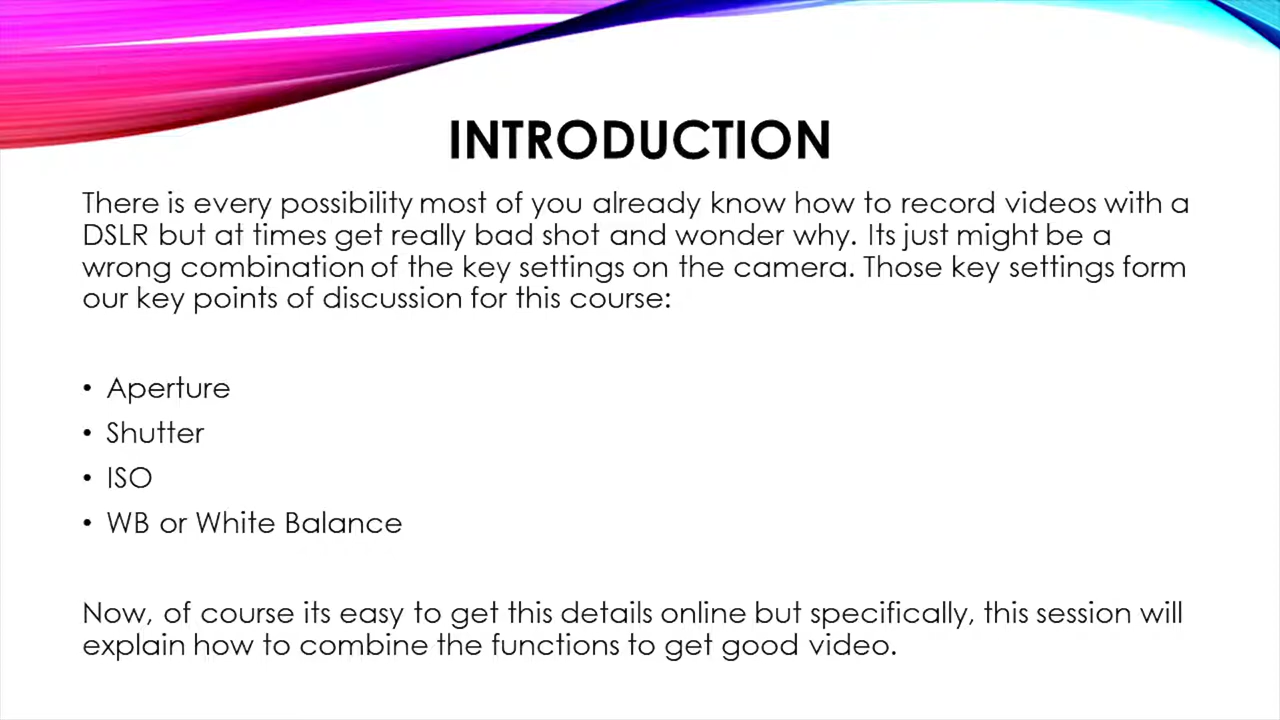 INTRODUCTION
There is every possibility most of you already know how to record videos with a
DSLR but at times get really bad shot and wonder why. Its just might be a
wrong combination of the key settings on the camera. Those key settings form
our key points of discussion for this course:
• Aperture
• Shutter
• ISO
• WB or White Balance
Now, of course its easy to get this details online but specifically, this session will
explain how to combine the functions to get good video.